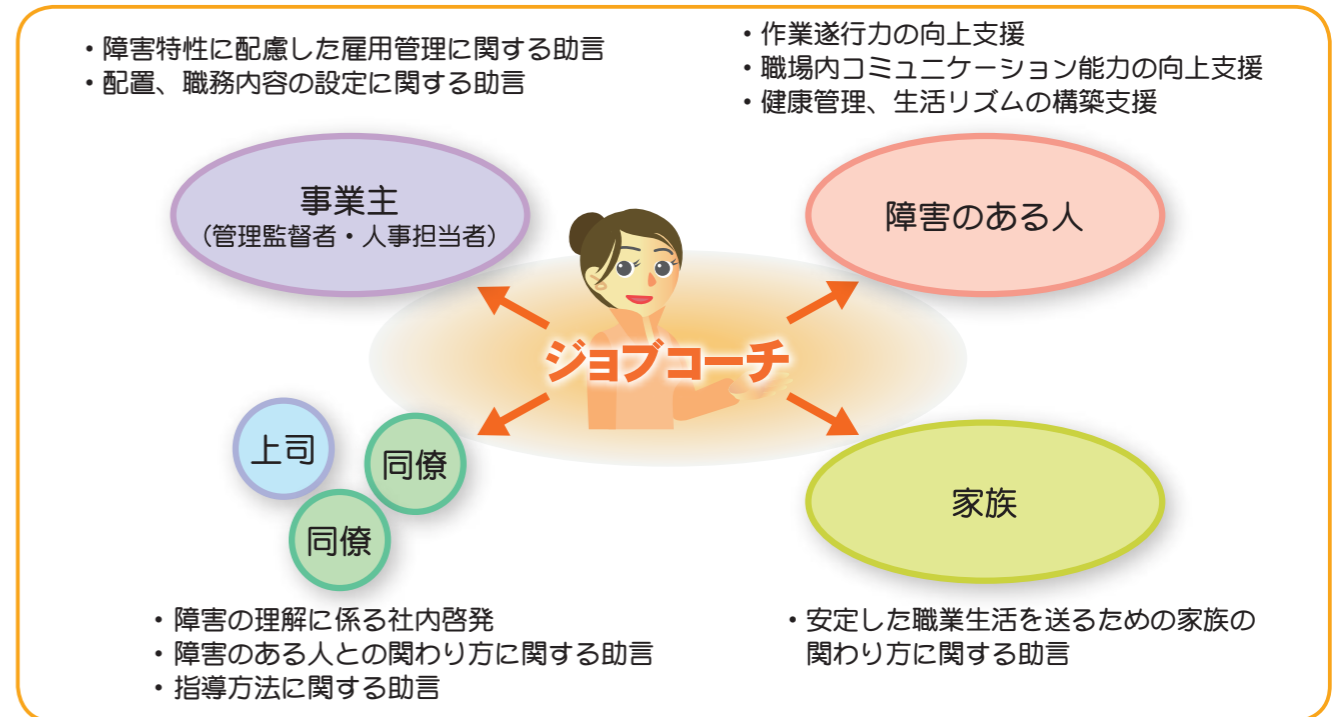 ・障害特性に配慮した雇用管理に関する助言
・配置、職務内容の設定に関する助言
・作業遂行力の向上支援
・職場内コミュニケーション能力の向上支援
・健康管理、生活リズムの構築支援
事業主
（管理監督者・人事担当者）
障害のある人
ジョブコーチ
上司
同僚
同僚
家族
・障害の理解に係る社内啓発
・障害のある人との関わり方に関する助言
・指導方法に関する助言
・安定した職業生活を送るための家族の
関わり方に関する助言